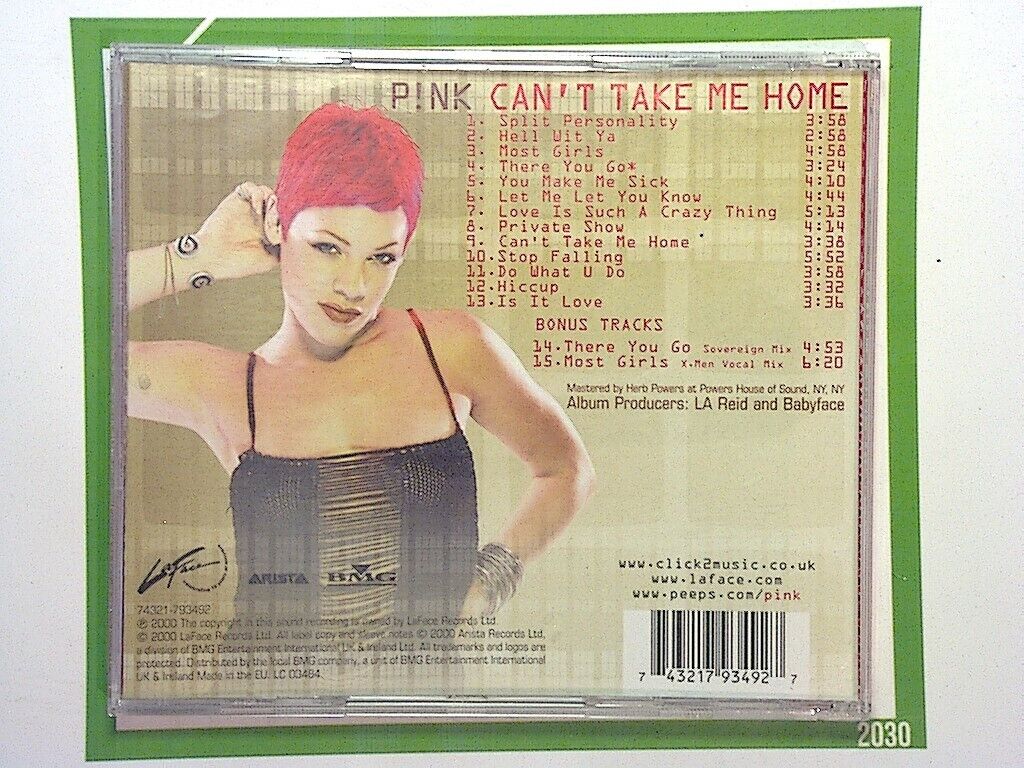 P!NK CAN'T TAKE ME HOME
1. Split Personality 3:58
2. Hell Wit Ya 2:58
3. Most Girls 4:58
4. There You Go* 3:24
5. You Make Me Sick 4:10
6. Let Me Let You Know 4:44
7. Love Is Such A Crazy Thing 5:13
8. Private Show 4:14
9. Can't Take Me Home 3:38
10.Stop Falling 5:52
11.Do What U Do 3:58
12.Hiccup 3:32
13.Is It Love 3:36
BONUS TRACKS
14.There You Go Sovereign Mix 4:53
15.Most Girls X.Men Vocal Mix 6:20
Mastered by Herb Powers at Powers House of Sound, NY, NY
Album Producers: LA Reid and Babyface
LaFace
ARISTA BMG
www.click2music.co.uk
www.laface.com
www.peeps.com/pink
74321-793492
℗ 2000 The copyright in this sound recording is owned by LaFace Records Ltd.
© 2000 LaFace Records Ltd. All label copy and sleeve notes © 2000 Arista Records Ltd,
a division of BMG Entertainment International UK & Ireland Ltd. All trademarks and logos are
protected. Distributed by the local BMG company, a unit of BMG Entertainment International
UK & Ireland Made in the EU. LC 03484.
7 43217 93492 7
2030